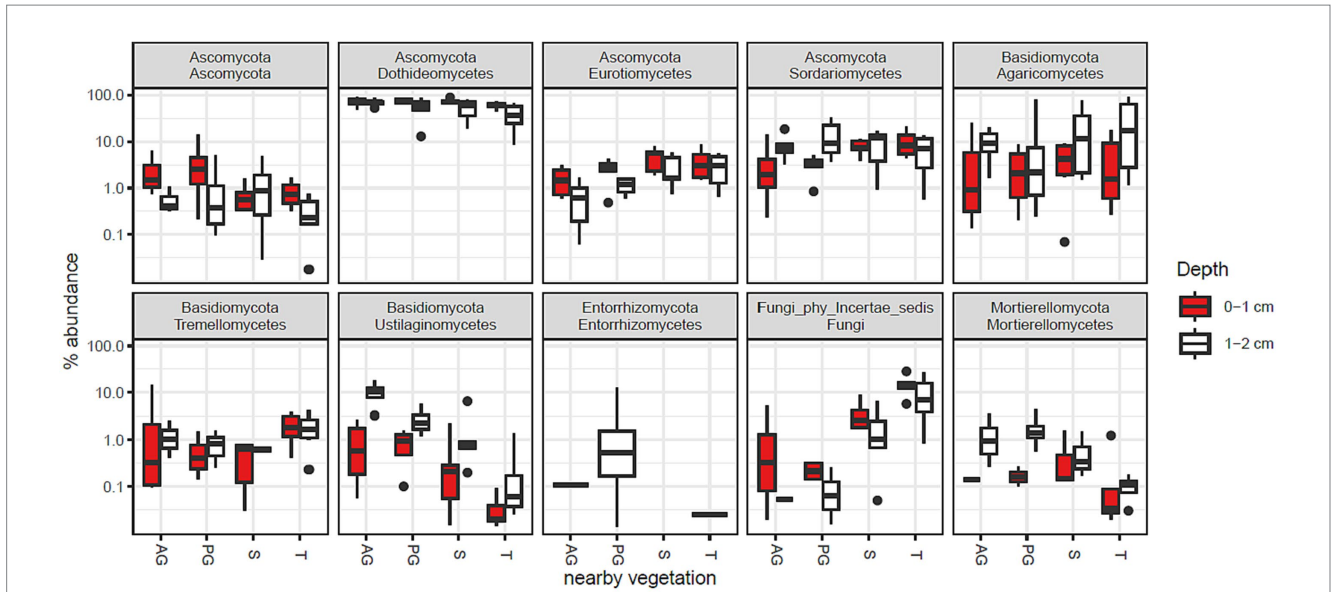 Ascomycota
Ascomycota
Ascomycota
Dothideomycetes
Ascomycota
Eurotiomycetes
Ascomycota
Sordariomycetes
Basidiomycota
Agaricomycetes
100.0
10.0
1.0
0.1
% abundance
Basidiomycota
Tremellomycetes
Basidiomycota
Ustilaginomycetes
Entorrhizomycota
Entorrhizomycetes
Fungi_phy_Incertae_sedis
Fungi
Mortierellomycota
Mortierellomycetes
100.0
10.0
1.0
0.1
AG PG S T
AG PG S T
AG PG S T
AG PG S T
AG PG S T
nearby vegetation
Depth
0-1 cm
1-2 cm